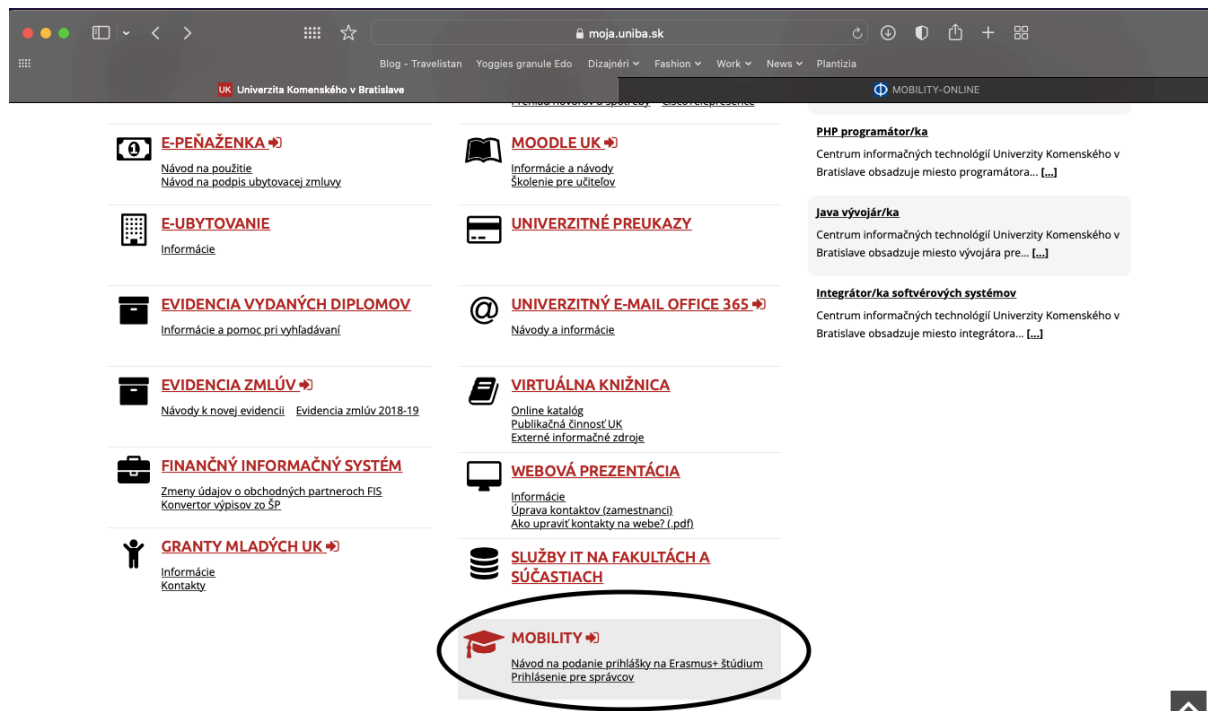 moja.uniba.sk
Blog - Travelistan Yoggies granule Edo Dizajnéri Fashion Work News Plantizia
UK Univerzita Komenského v Bratislave
MOBILITY-ONLINE
Prehľad hovorov a spotreby Cisco Telepresence
E-PEŇAŽENKA
Návod na použitie
Návod na podpis ubytovacej zmluvy
E-UBYTOVANIE
Informácie
EVIDENCIA VYDANÝCH DIPLOMOV
Informácie a pomoc pri vyhľadávaní
EVIDENCIA ZMLÚV
Návody k novej evidencii Evidencia zmlúv 2018-19
FINANČNÝ INFORMAČNÝ SYSTÉM
Zmeny údajov o obchodných partneroch FIS
Konvertor výpisov zo ŠP
GRANTY MLADÝCH UK
Informácie
Kontakty
MOODLE UK
Informácie a návody
Školenie pre učiteľov
UNIVERZITNÉ PREUKAZY
UNIVERZITNÝ E-MAIL OFFICE 365
Návody a informácie
VIRTUÁLNA KNIŽNICA
Online katalóg
Publikačná činnosť UK
Externé informačné zdroje
WEBOVÁ PREZENTÁCIA
Informácie
Úprava kontaktov (zamestnanci)
Ako upraviť kontakty na webe? (.pdf)
SLUŽBY IT NA FAKULTÁCH A
SÚČASTIACH
MOBILITY
Návod na podanie prihlášky na Erasmus+ štúdium
Prihlásenie pre správcov
PHP programátor/ka
Centrum informačných technológií Univerzity Komenského v
Bratislave obsadzuje miesto programátora... [...]
Java vývojár/ka
Centrum informačných technológií Univerzity Komenského v
Bratislave obsadzuje miesto vývojára pre... [...]
Integrátor/ka softvérových systémov
Centrum informačných technológií Univerzity Komenského v
Bratislave obsadzuje miesto integrátora... [...]